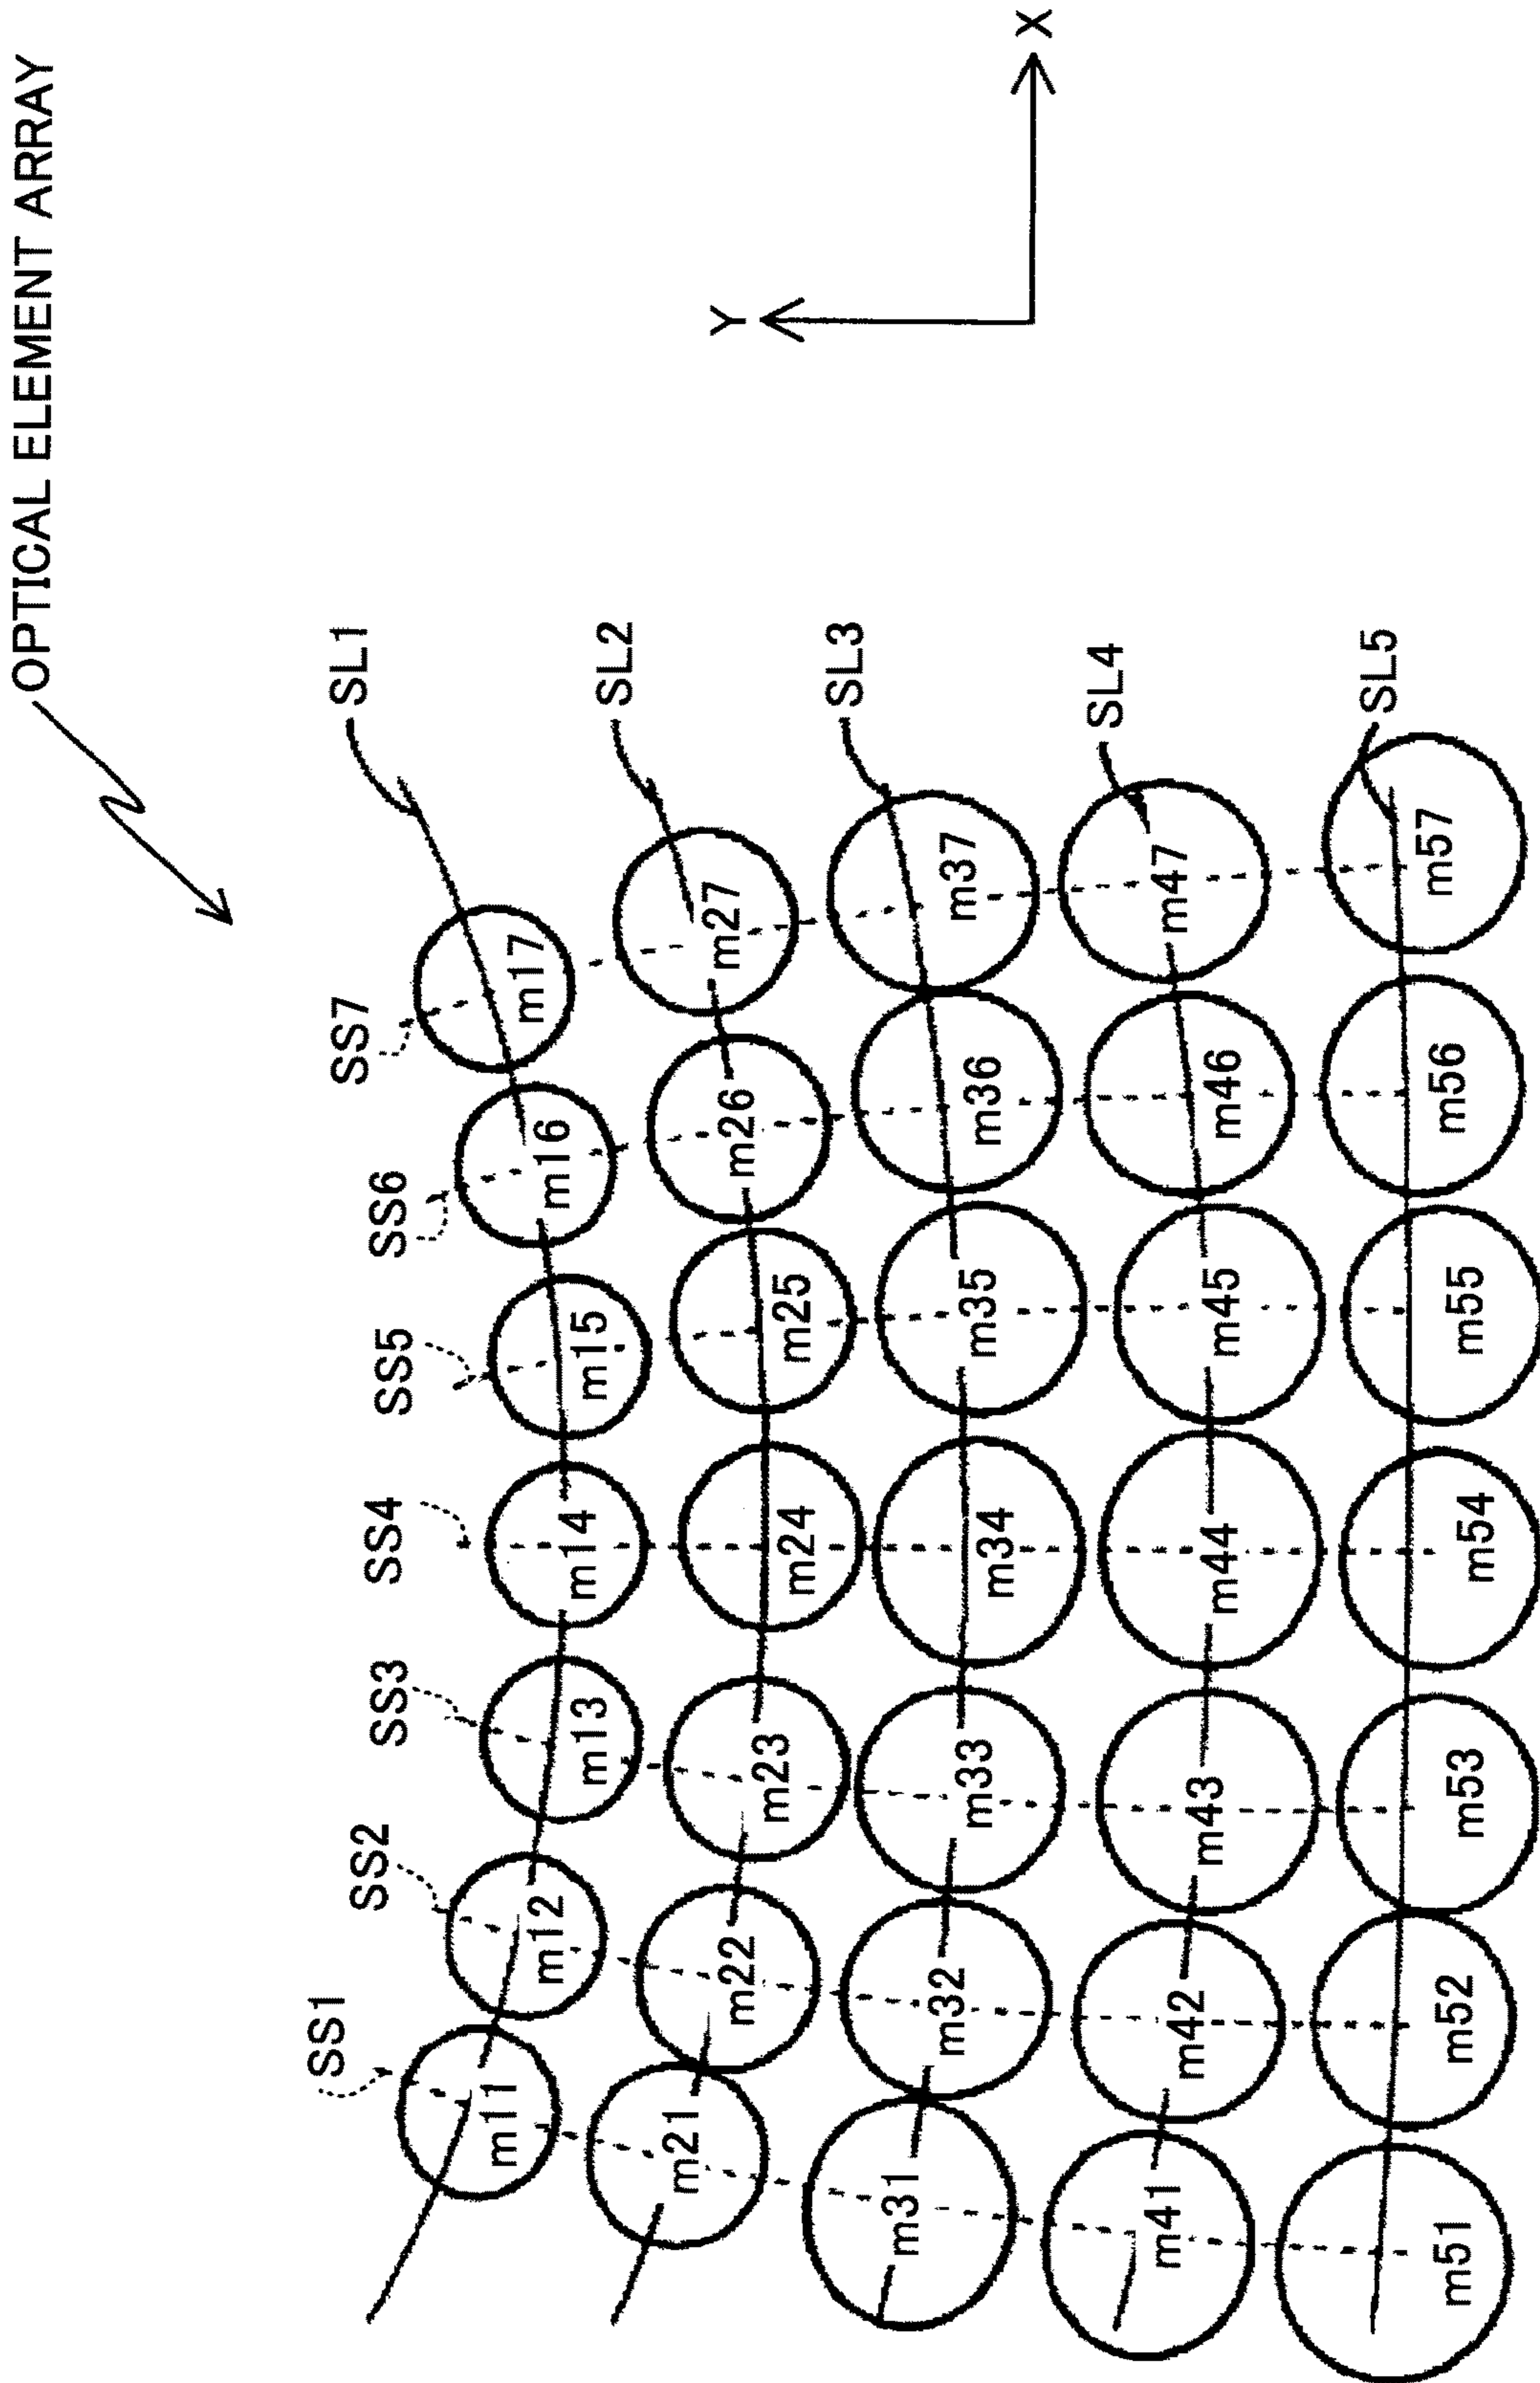 OPTICAL ELEMENT ARRAY
X
Y
SL1
SL2
SL3
SL4
SL5
SS1
SS2
SS3
SS4
SS5
SS6
SS7
m11
m12
m13
m14
m15
m16
m17
m21
m22
m23
m24
m25
m26
m27
m31
m32
m33
m34
m35
m36
m37
m41
m42
m43
m44
m45
m46
m47
m51
m52
m53
m54
m55
m56
m57